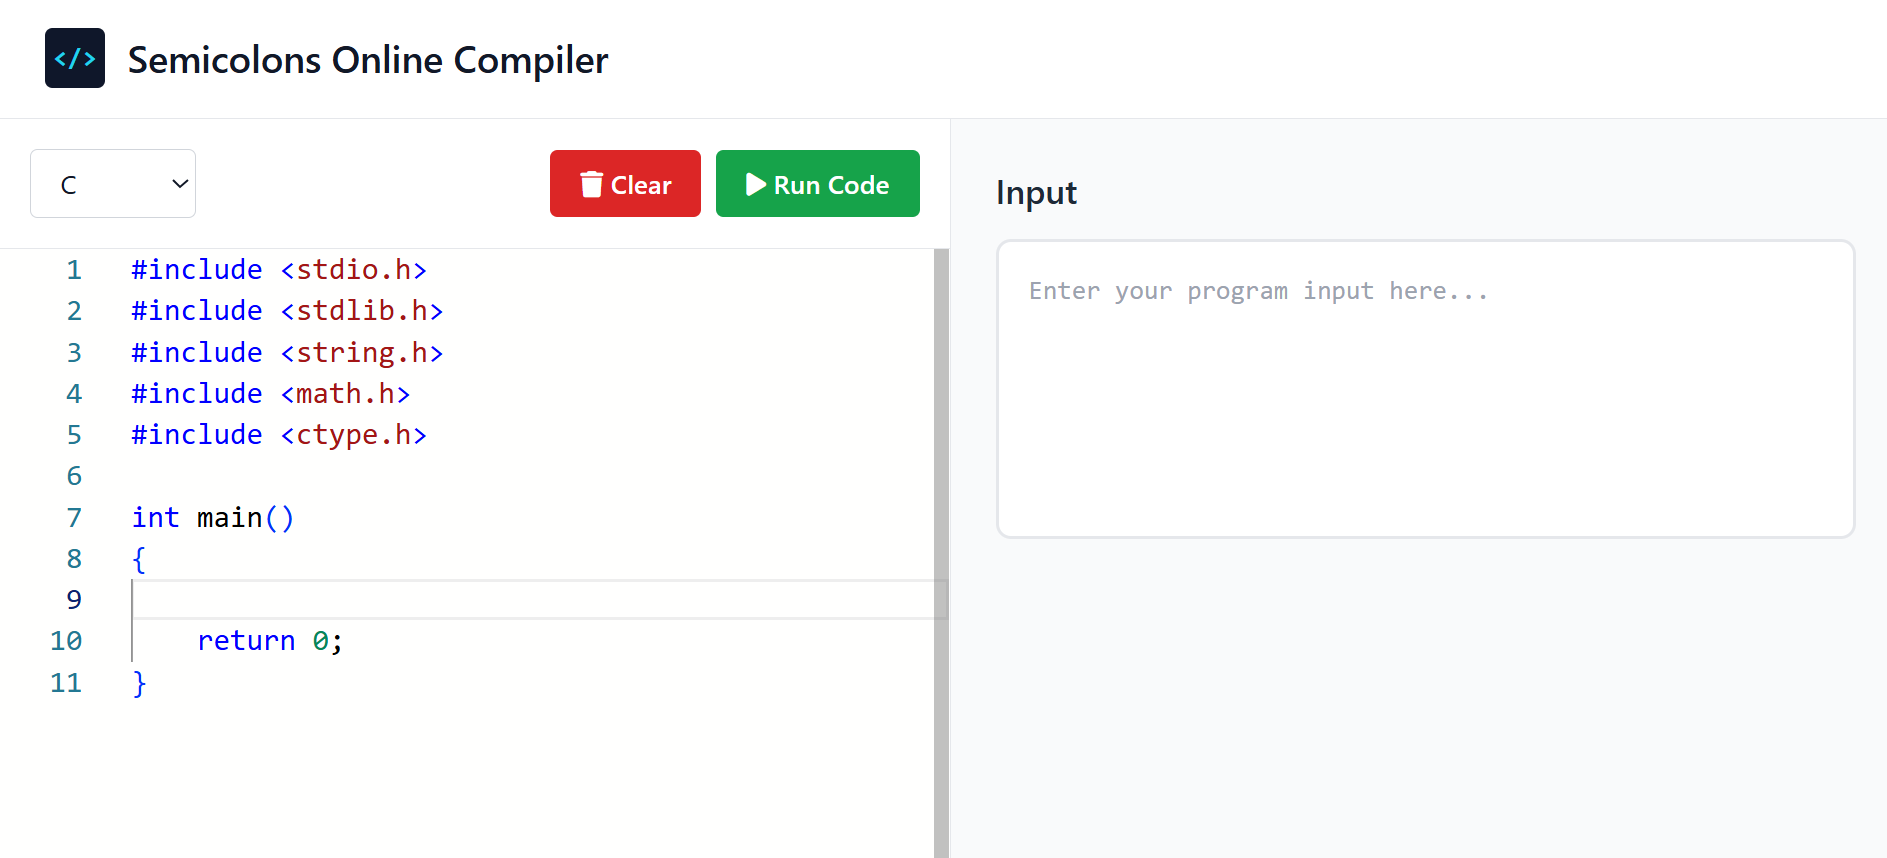 </> Semicolons Online Compiler
C
Clear
Run Code
1 #include <stdio.h>
2 #include <stdlib.h>
3 #include <string.h>
4 #include <math.h>
5 #include <ctype.h>
6
7 int main()
8 {
9
10     return 0;
11 }
Input
Enter your program input here...